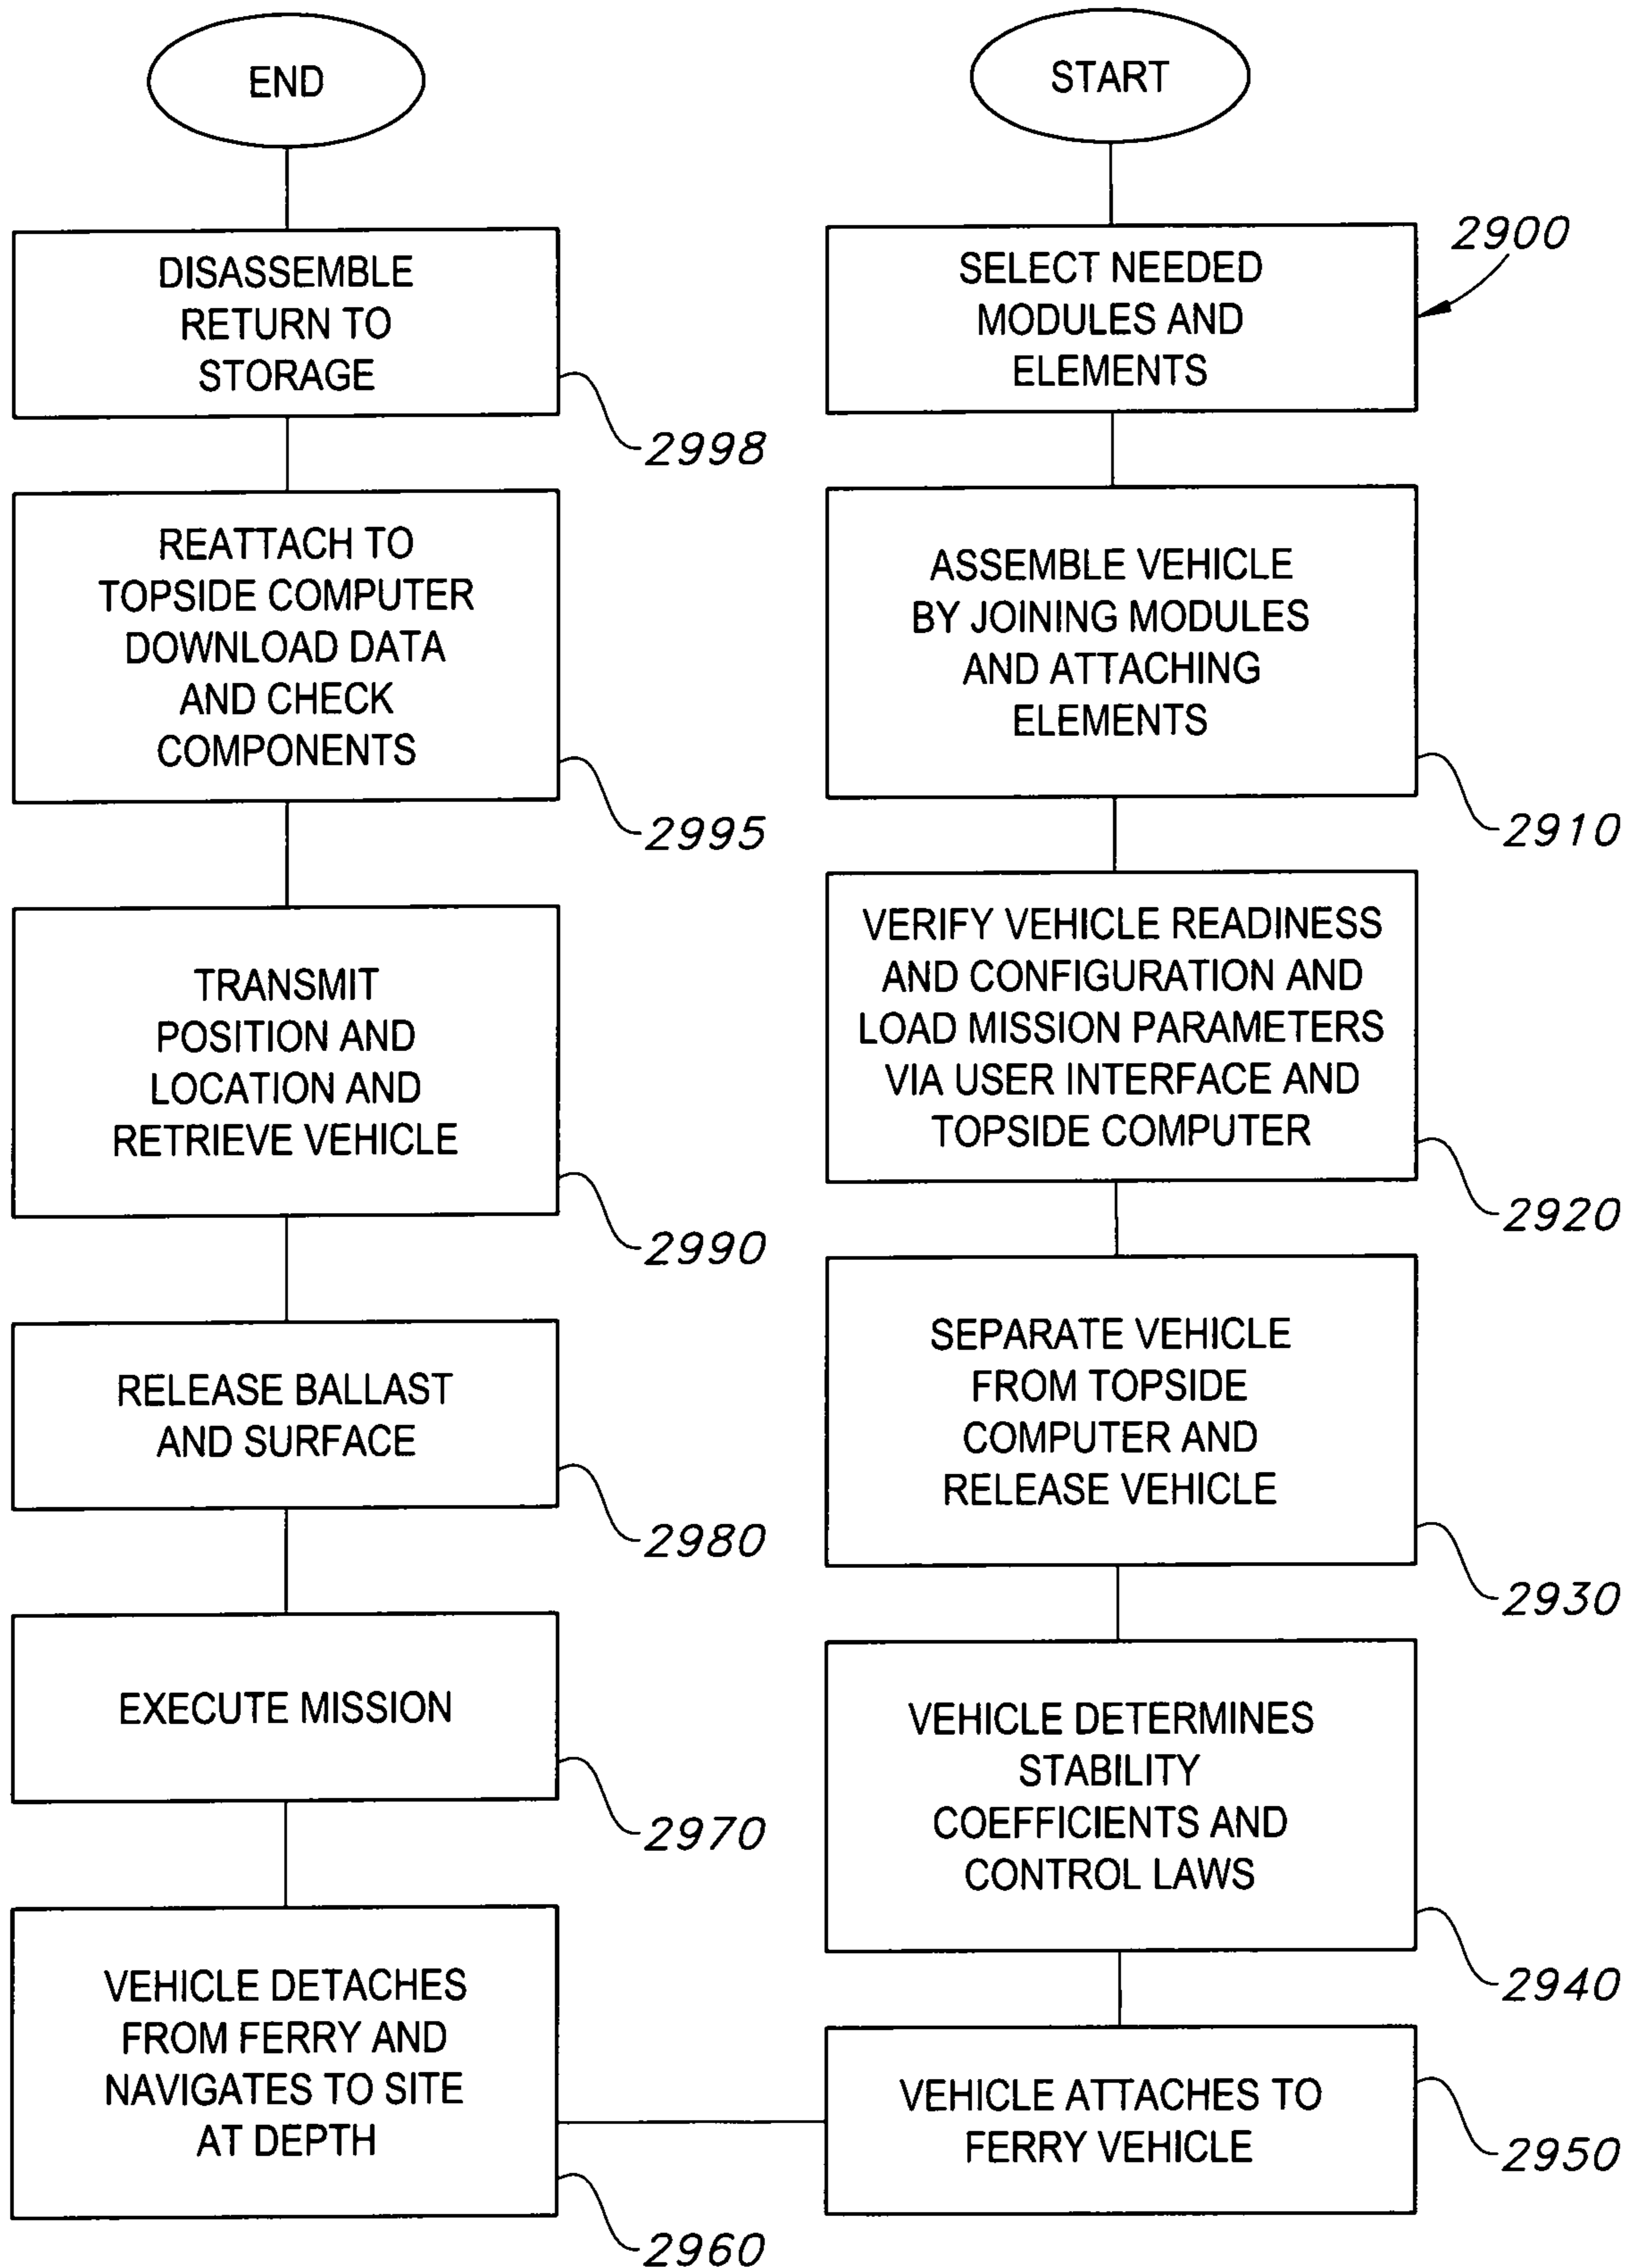 START
SELECT NEEDED
MODULES AND
ELEMENTS
2900
ASSEMBLE VEHICLE
BY JOINING MODULES
AND ATTACHING
ELEMENTS
2910
VERIFY VEHICLE READINESS
AND CONFIGURATION AND
LOAD MISSION PARAMETERS
VIA USER INTERFACE AND
TOPSIDE COMPUTER
2920
SEPARATE VEHICLE
FROM TOPSIDE
COMPUTER AND
RELEASE VEHICLE
2930
VEHICLE DETERMINES
STABILITY
COEFFICIENTS AND
CONTROL LAWS
2940
VEHICLE ATTACHES TO
FERRY VEHICLE
2950
VEHICLE DETACHES
FROM FERRY AND
NAVIGATES TO SITE
AT DEPTH
2960
EXECUTE MISSION
2970
RELEASE BALLAST
AND SURFACE
2980
TRANSMIT
POSITION AND
LOCATION AND
RETRIEVE VEHICLE
2990
REATTACH TO
TOPSIDE COMPUTER
DOWNLOAD DATA
AND CHECK
COMPONENTS
2995
DISASSEMBLE
RETURN TO
STORAGE
2998
END